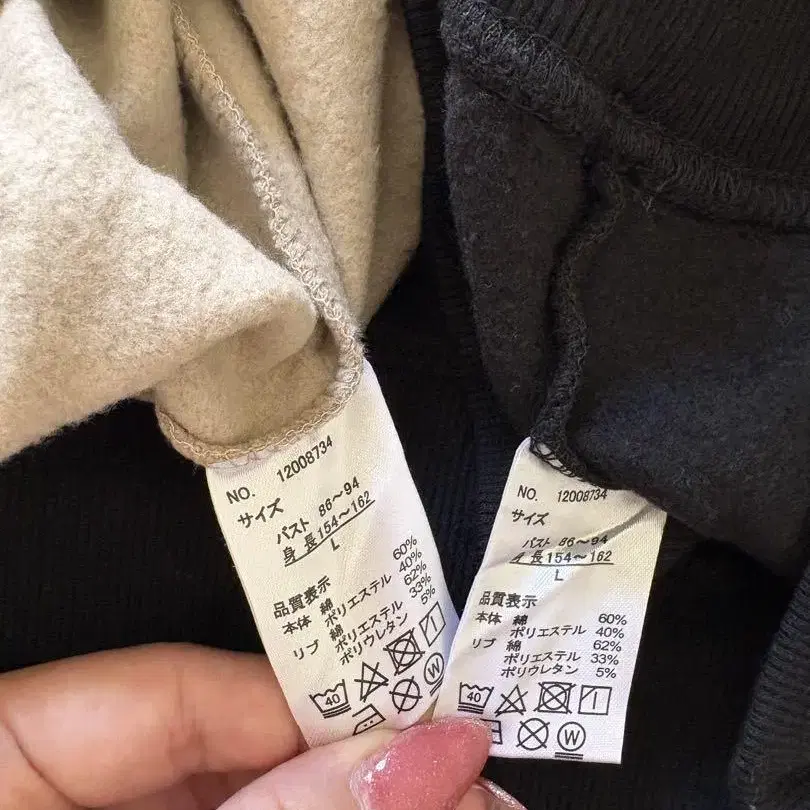 NO. 12008734
サイズ
バスト 86～94
身 長 154～162
L
品質表示
本体 綿 60%
ポリエステル 40%
リブ 綿 62%
ポリエステル 33%
ポリウレタン 5%
40
W
NO. 12008734
サイズ
バスト 86～94
長 154～162
L
品質表示
本体 綿 60%
ポリエステル 40%
リブ 綿 62%
ポリエステル 33%
ポリウレタン 5%
40
W